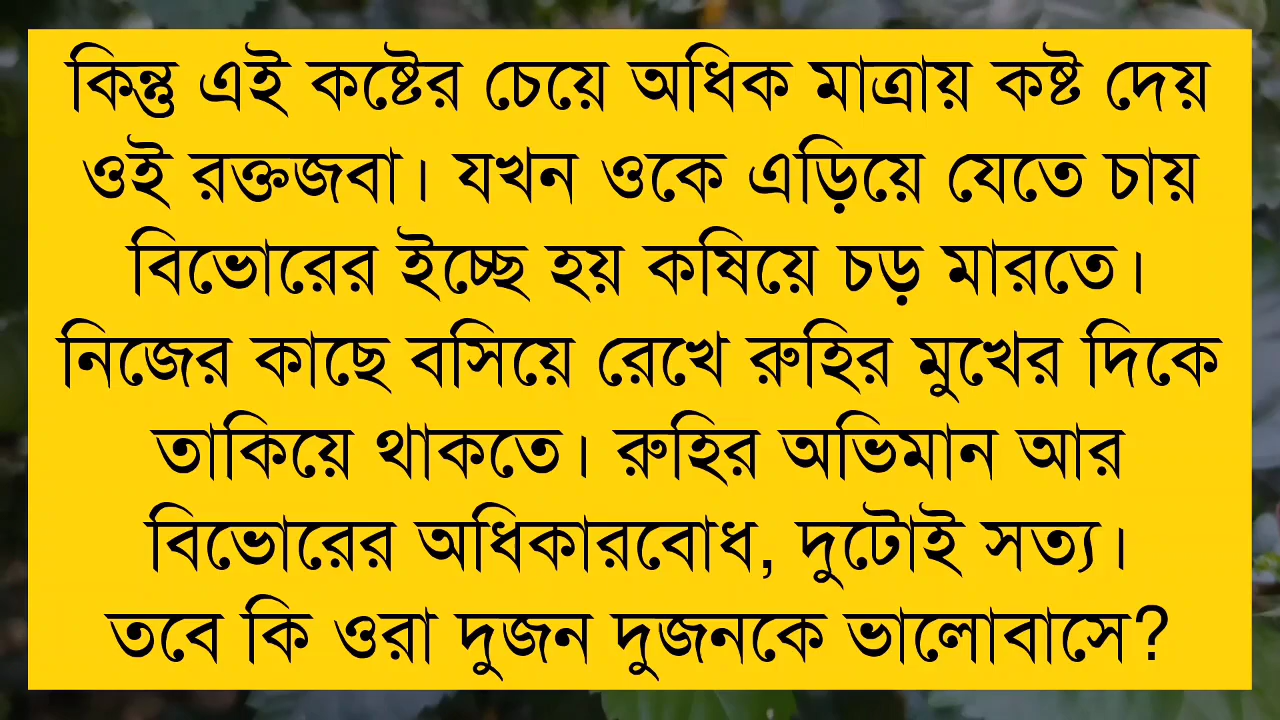 কিন্তু এই কষ্টের চেয়ে অধিক মাত্রায় কষ্ট দেয়
ওই রক্তজবা। যখন ওকে এড়িয়ে যেতে চায়
বিভোরের ইচ্ছে হয় কষিয়ে চড় মারতে।
নিজের কাছে বসিয়ে রেখে রুহির মুখের দিকে
তাকিয়ে থাকতে। রুহির অভিমান আর
বিভোরের অধিকারবোধ, দুটোই সত্য।
তবে কি ওরা দুজন দুজনকে ভালোবাসে?